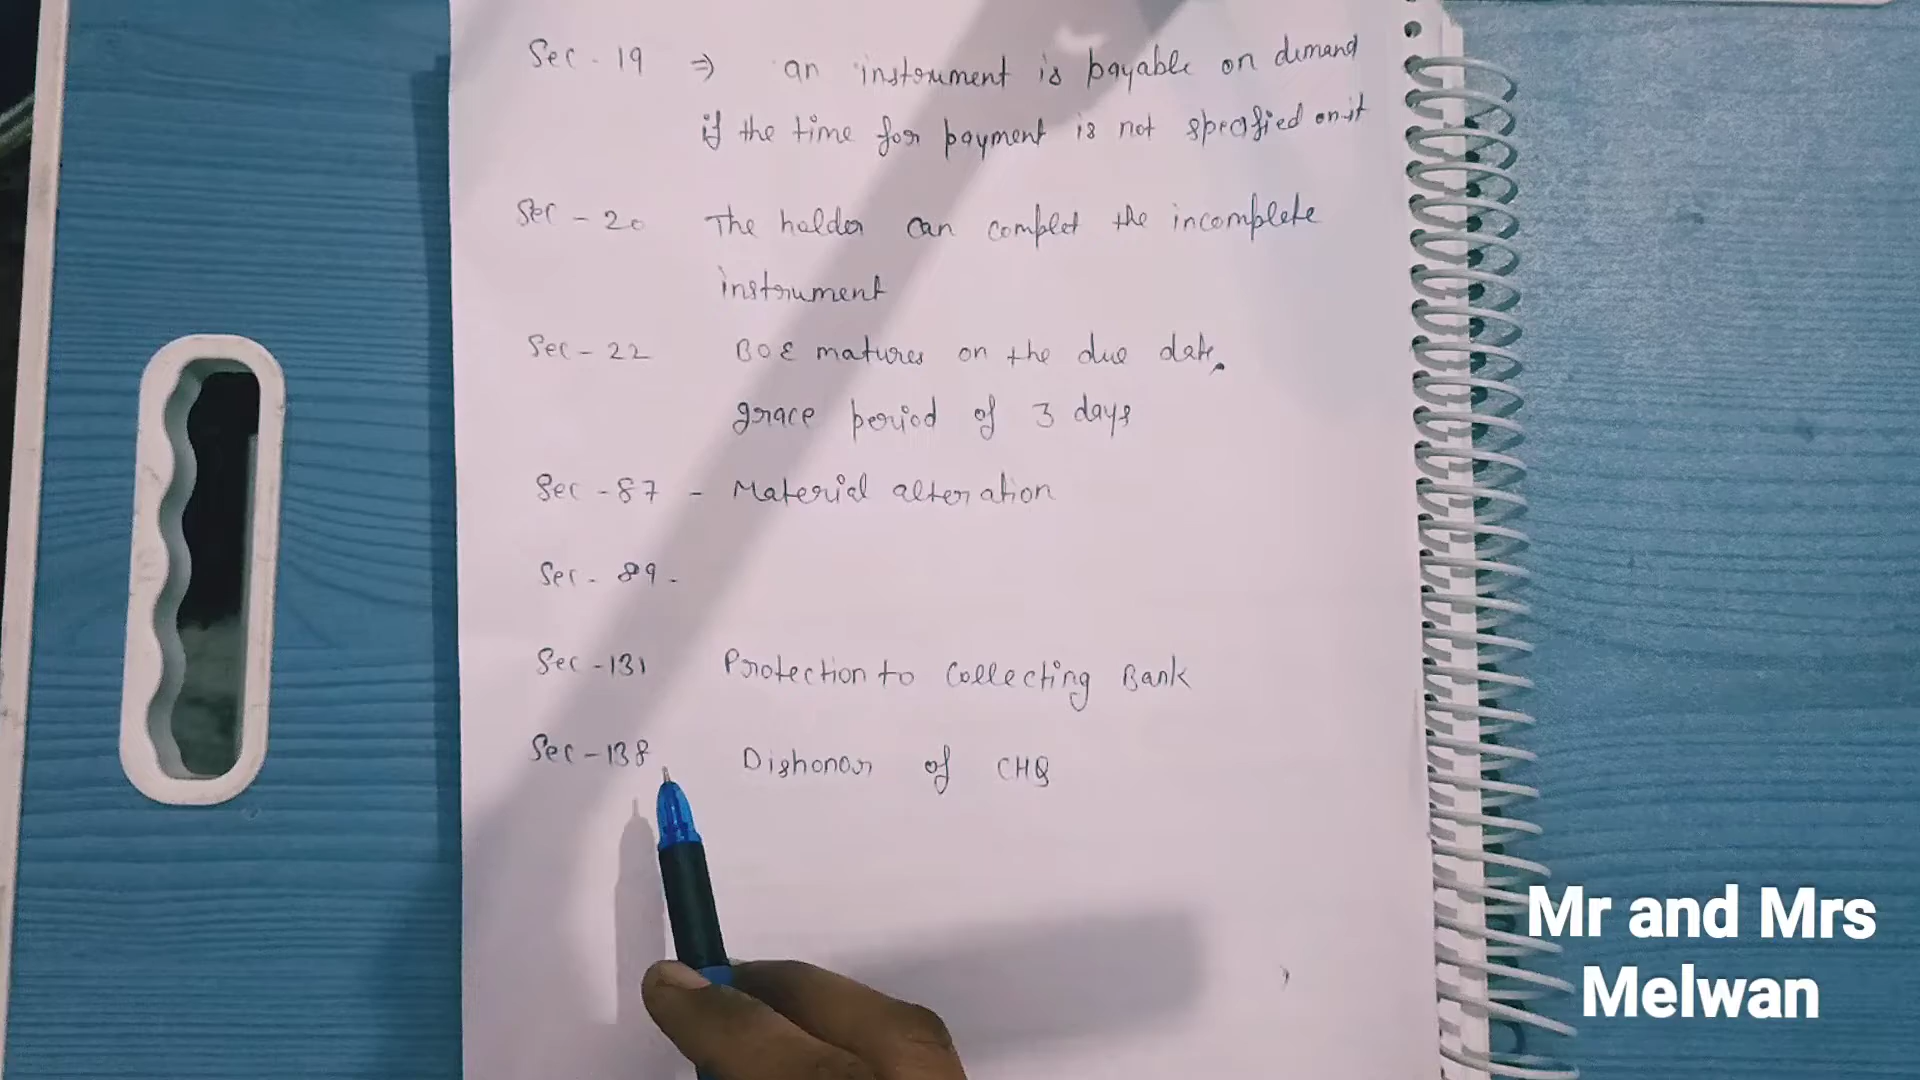 Sec - 19 ⇒ an instrument is payable on demand
if the time for payment is not specified on it
Sec - 20 The holder can complet the incomplete
instrument
Sec - 22 BOE matures on the due date,
grace period of 3 days
Sec - 87 - Material alteration
Sec - 89 -
Sec - 131 Protection to Collecting Bank
Sec - 138 Dishonour of CHQ
Mr and Mrs
Melwan